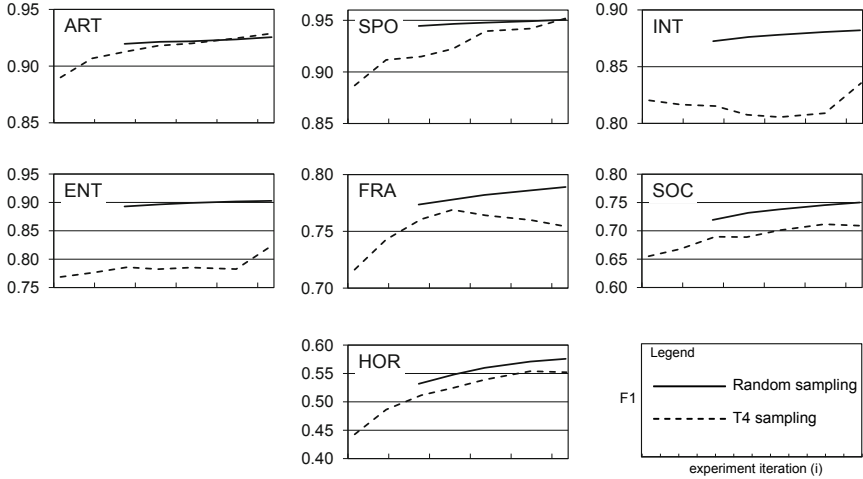 0.95
0.90
0.85
ART
0.95
0.90
0.85
SPO
0.90
0.85
0.80
INT
0.95
0.90
0.85
0.80
0.75
ENT
0.80
0.75
0.70
FRA
0.80
0.75
0.70
0.65
0.60
SOC
0.60
0.55
0.50
0.45
0.40
HOR
Legend
Random sampling
T4 sampling
F1
experiment iteration (i)